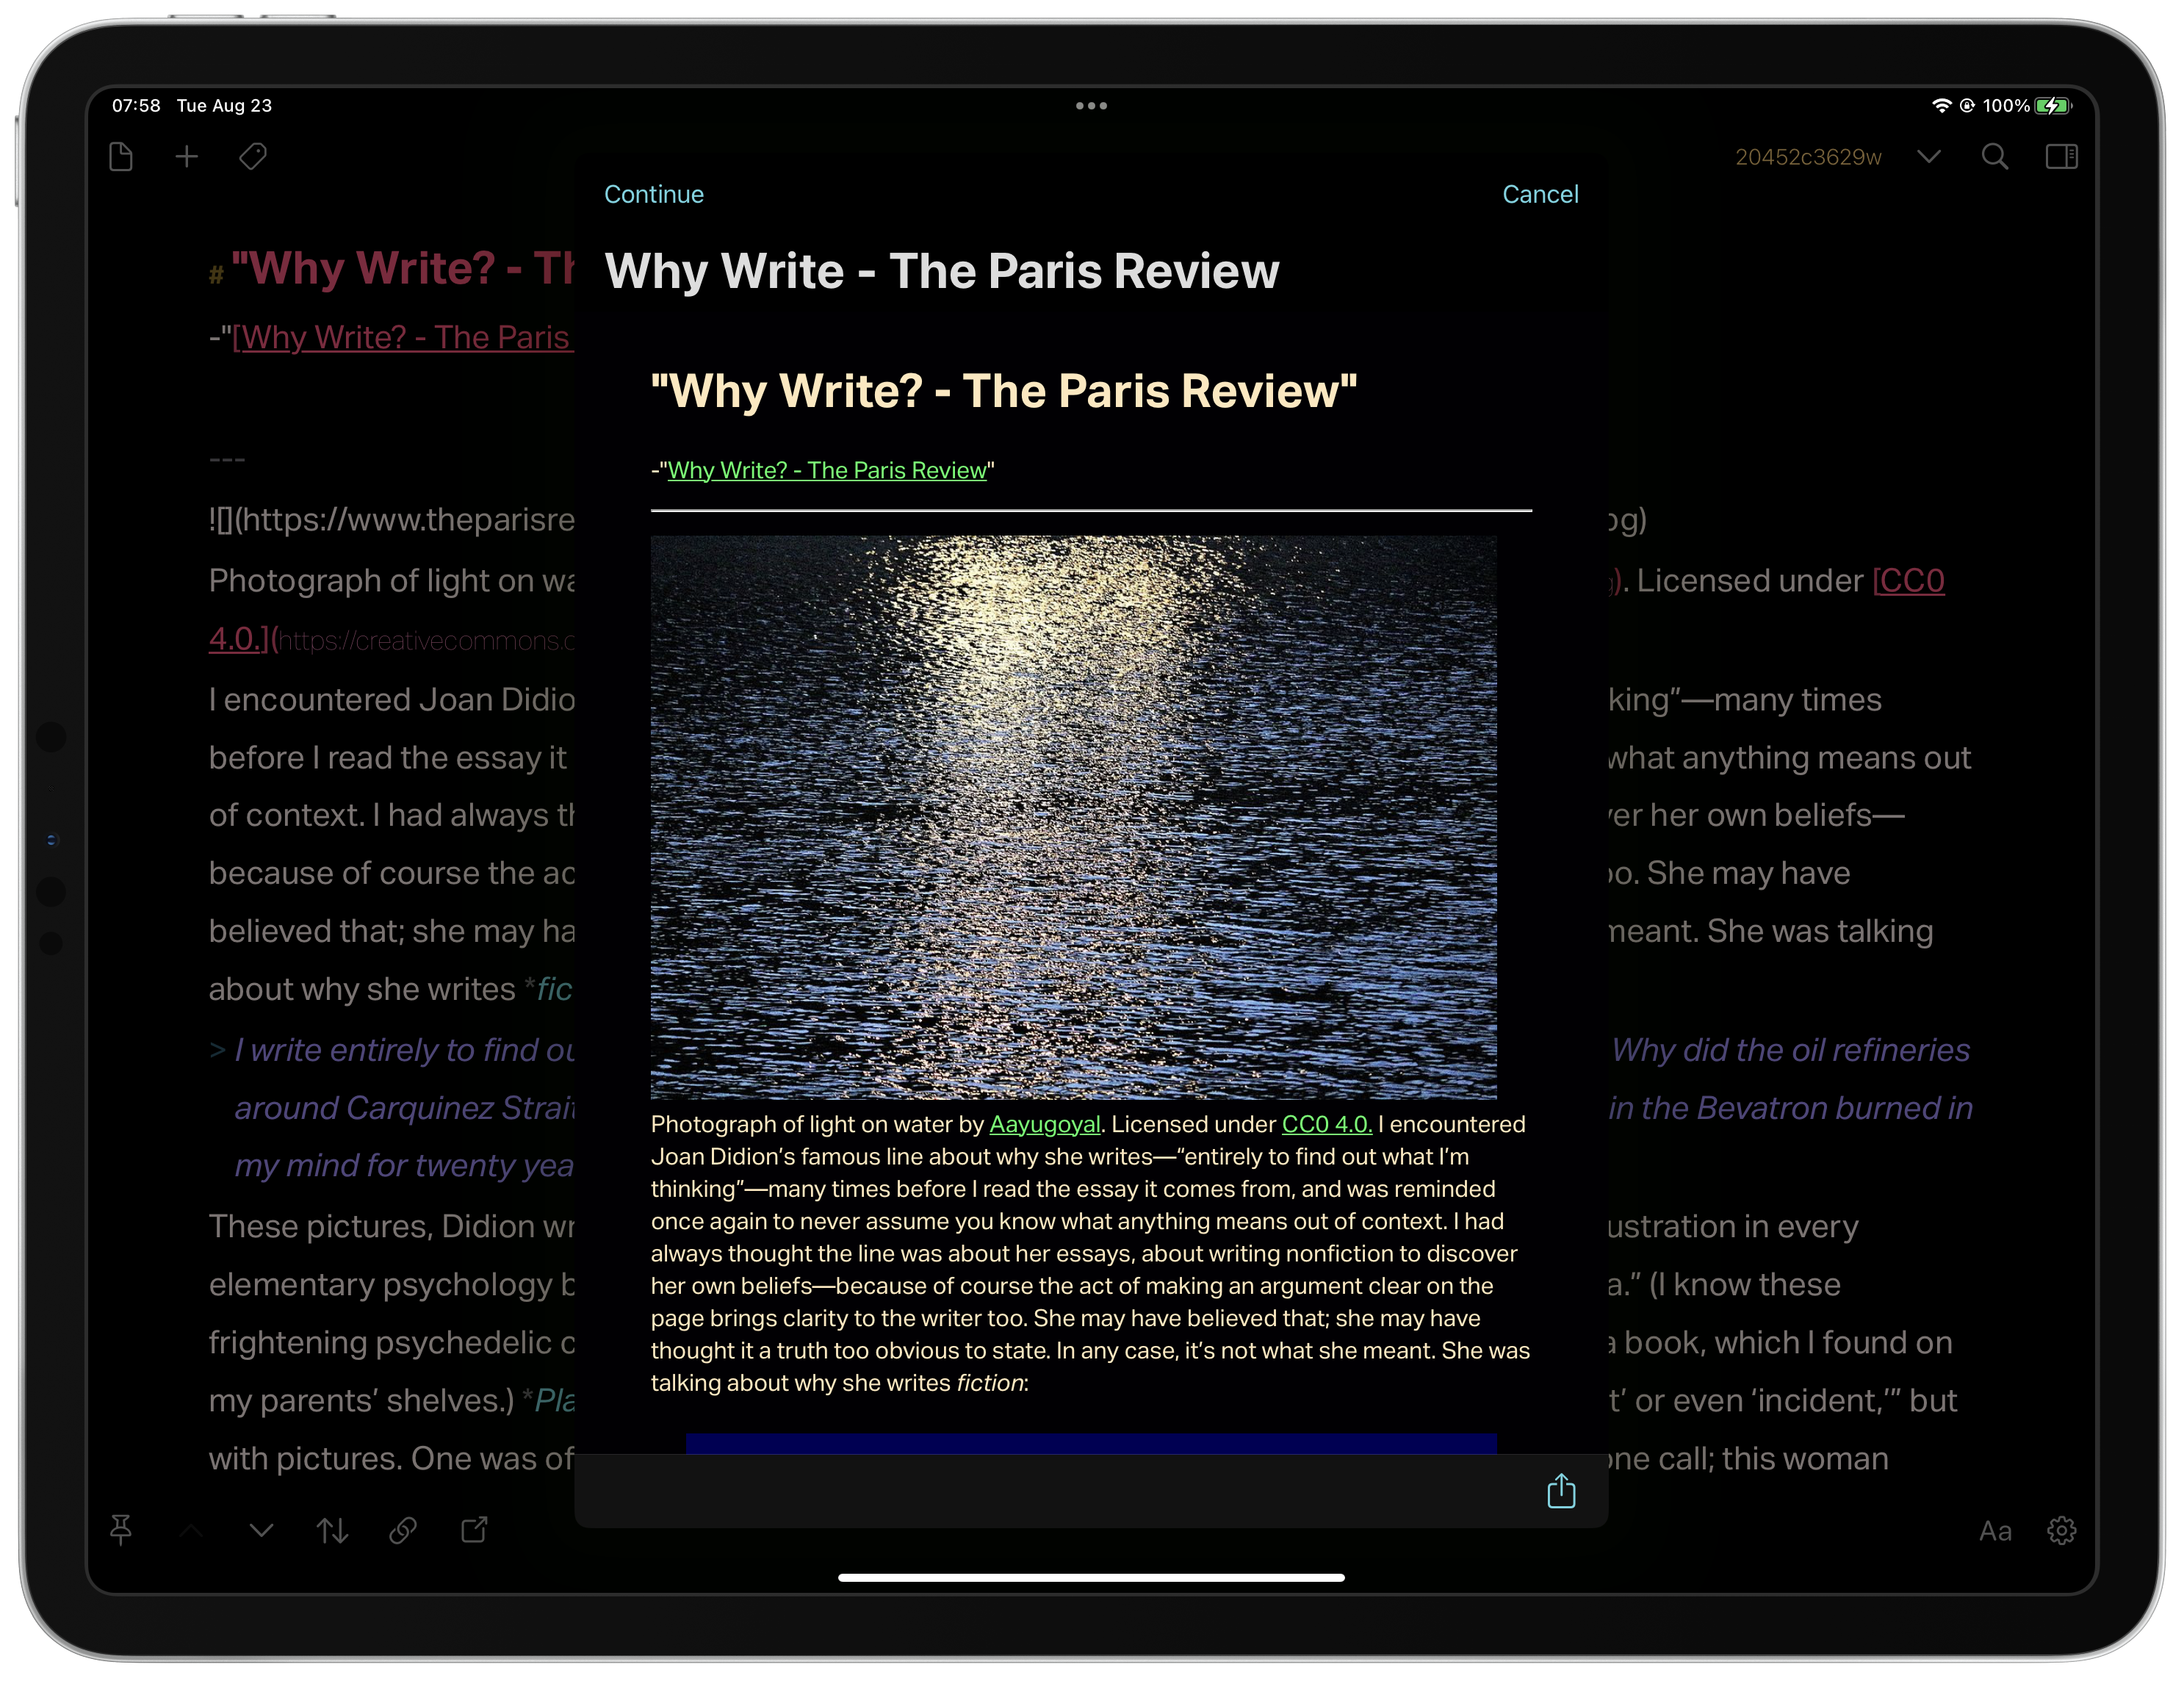 07:58 Tue Aug 23
100%
20452c3629w
Continue
Cancel
Why Write - The Paris Review
"Why Write? - The Paris Review"
-"Why Write? - The Paris Review"
Photograph of light on water by Aayugoyal. Licensed under CC0 4.0. I encountered
Joan Didion’s famous line about why she writes—“entirely to find out what I’m
thinking”—many times before I read the essay it comes from, and was reminded
once again to never assume you know what anything means out of context. I had
always thought the line was about her essays, about writing nonfiction to discover
her own beliefs—because of course the act of making an argument clear on the
page brings clarity to the writer too. She may have believed that; she may have
thought it a truth too obvious to state. In any case, it’s not what she meant. She was
talking about why she writes fiction:
# "Why Write? - Th
-"[Why Write? - The Paris
---
![](https://www.theparisre
og)
Photograph of light on wa
). Licensed under [CC0
4.0.](https://creativecommons.o
I encountered Joan Didio
king”—many times
before I read the essay it
what anything means out
of context. I had always th
ver her own beliefs—
because of course the ac
oo. She may have
believed that; she may ha
meant. She was talking
about why she writes *fic
> I write entirely to find ou
Why did the oil refineries
around Carquinez Strait
in the Bevatron burned in
my mind for twenty yea
These pictures, Didion wr
ustration in every
elementary psychology b
a.” (I know these
frightening psychedelic c
a book, which I found on
my parents’ shelves.) *Pla
t’ or even ‘incident,’” but
with pictures. One was of
one call; this woman
Aa